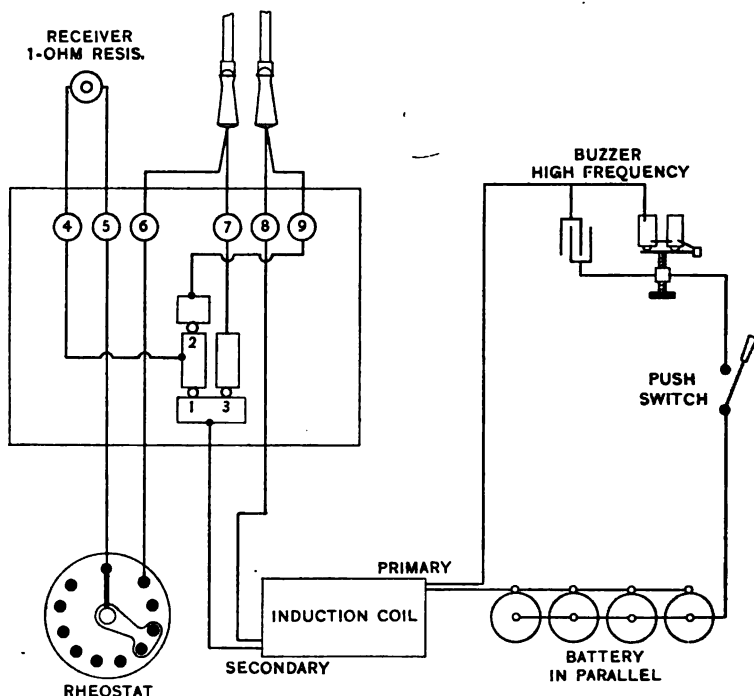 RECEIVER
1-OHM RESIS.
BUZZER
HIGH FREQUENCY
4 5 6 7 8 9
2
1 3
PUSH
SWITCH
PRIMARY
INDUCTION COIL
SECONDARY
BATTERY
IN PARALLEL
RHEOSTAT